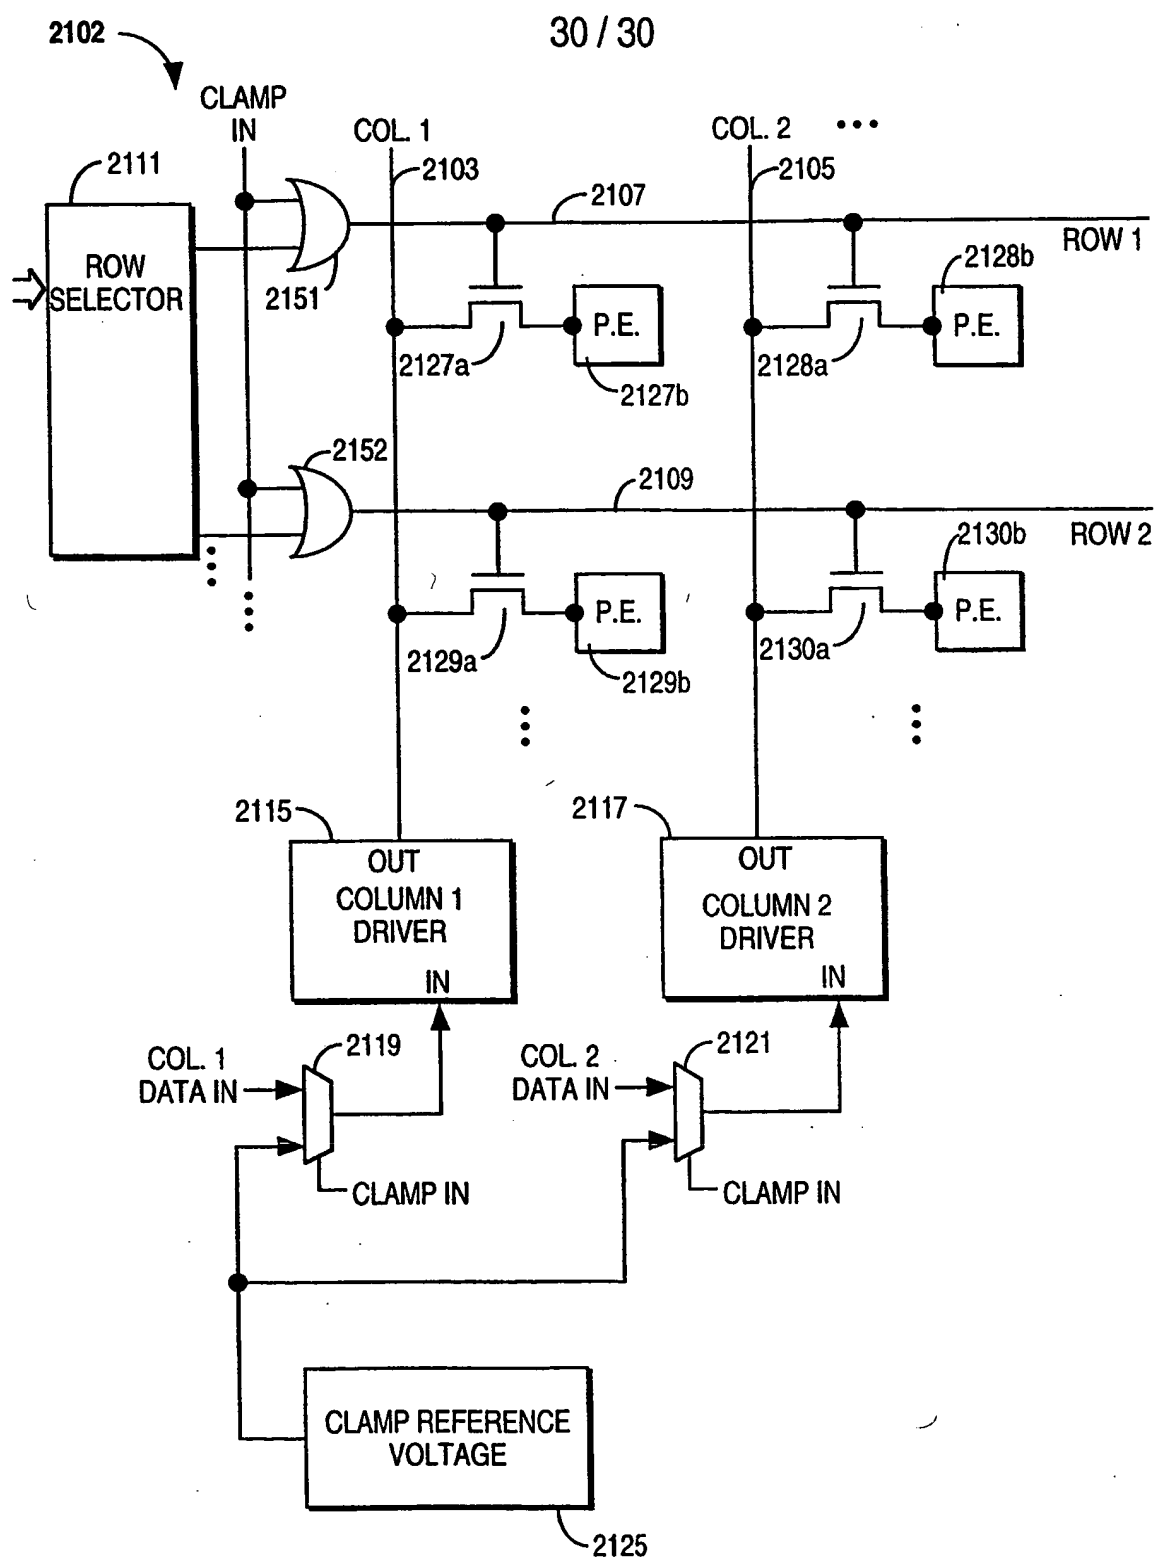 30 / 30
2102
CLAMP
IN
COL. 1
COL. 2
2111
2103
2105
2107
ROW 1
ROW
SELECTOR
2151
2128b
P.E.
P.E.
2127a
2128a
2127b
2152
2109
ROW 2
2130b
P.E.
P.E.
2129a
2130a
2129b
2115
2117
OUT
COLUMN 1
DRIVER
IN
OUT
COLUMN 2
DRIVER
IN
COL. 1
DATA IN
2119
COL. 2
DATA IN
2121
CLAMP IN
CLAMP IN
CLAMP REFERENCE
VOLTAGE
2125